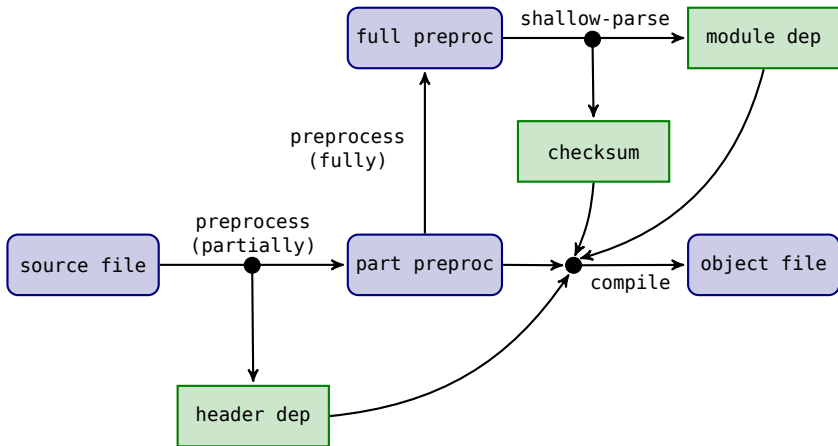 full preproc
shallow-parse
module dep
preprocess
(fully)
checksum
source file
preprocess
(partially)
part preproc
compile
object file
header dep